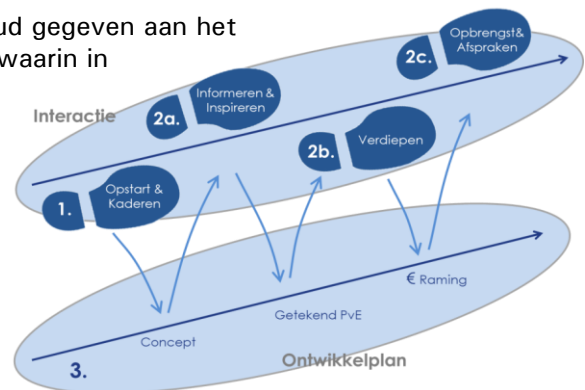 ud gegeven aan het
waarin in
Interactie
1.
Opstart &
Kaderen
2a.
Informeren &
Inspireren
2b.
Verdiepen
2c.
Opbrengst&
Afspraken
Concept
Getekend PvE
€ Raming
3.
Ontwikkelplan